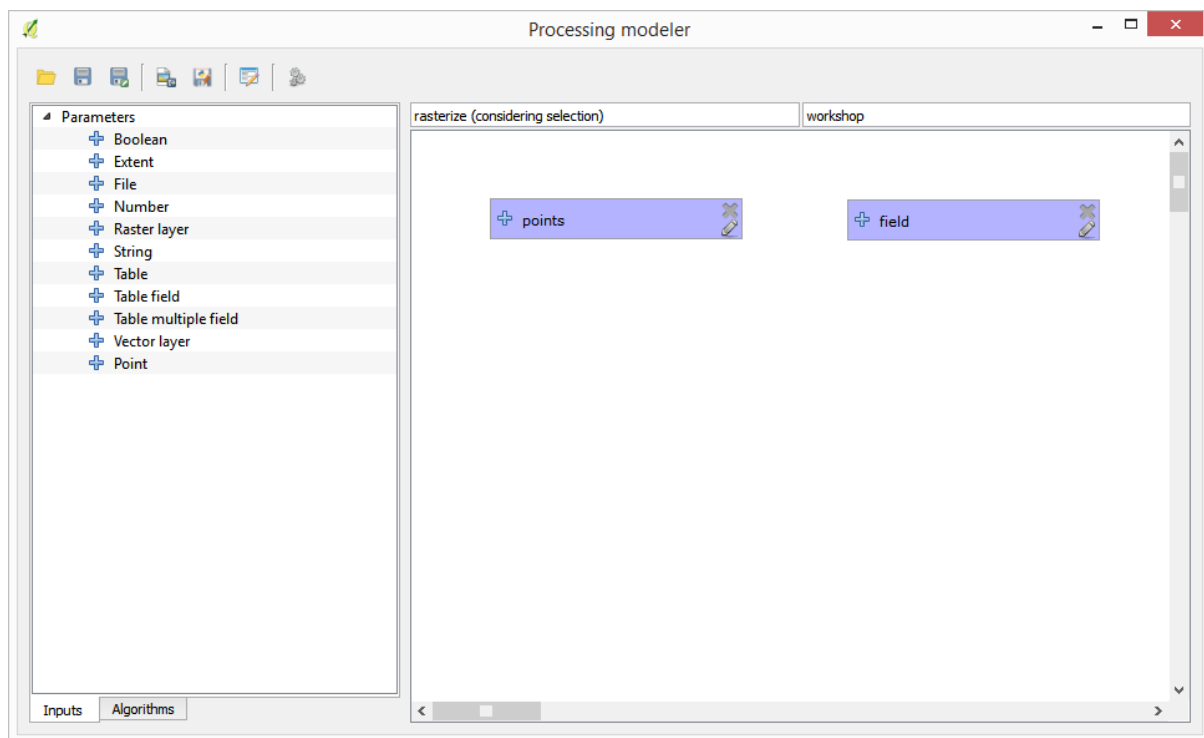 Processing modeler
Parameters
Boolean
Extent
File
Number
Raster layer
String
Table
Table field
Table multiple field
Vector layer
Point
Inputs Algorithms
rasterize (considering selection) workshop
points field